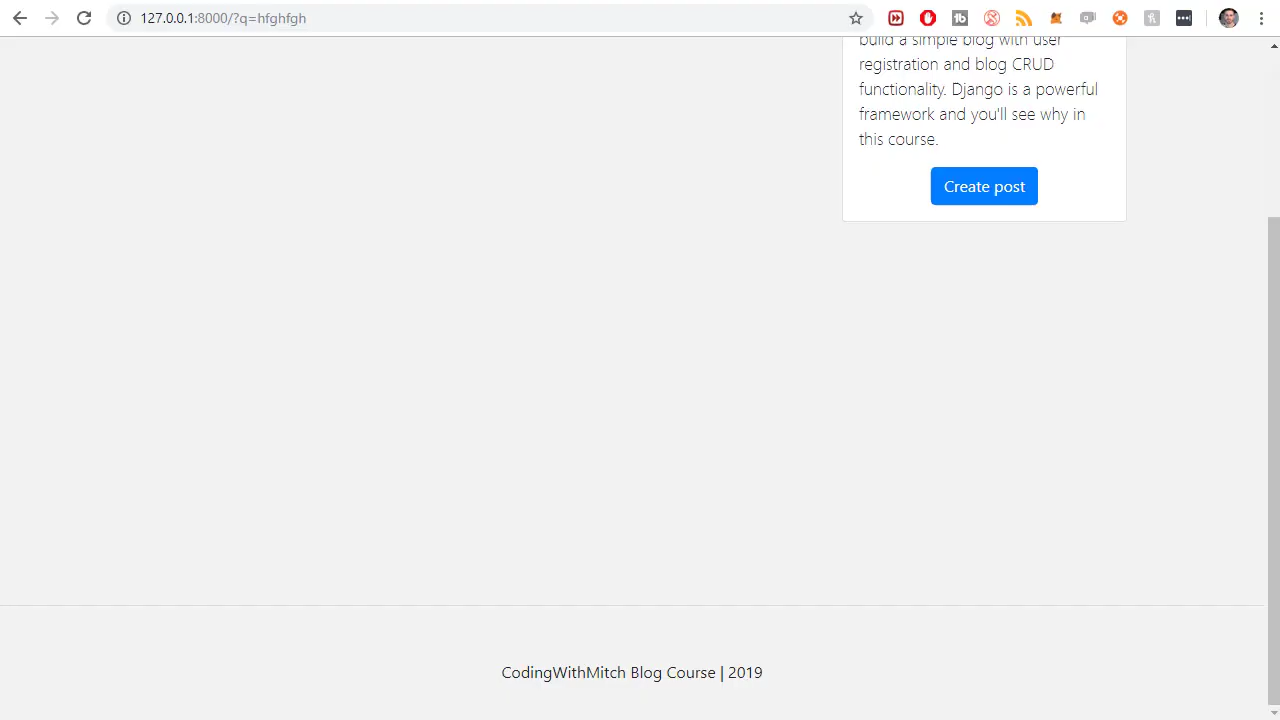 127.0.0.1:8000/?q=hfghfgh
build a simple blog with user
registration and blog CRUD
functionality. Django is a powerful
framework and you'll see why in
this course.
Create post
CodingWithMitch Blog Course | 2019